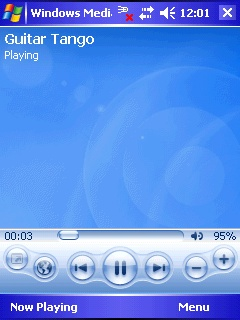 Windows Medi: 12:01
Guitar Tango
Playing
00:03 95%
Now Playing Menu